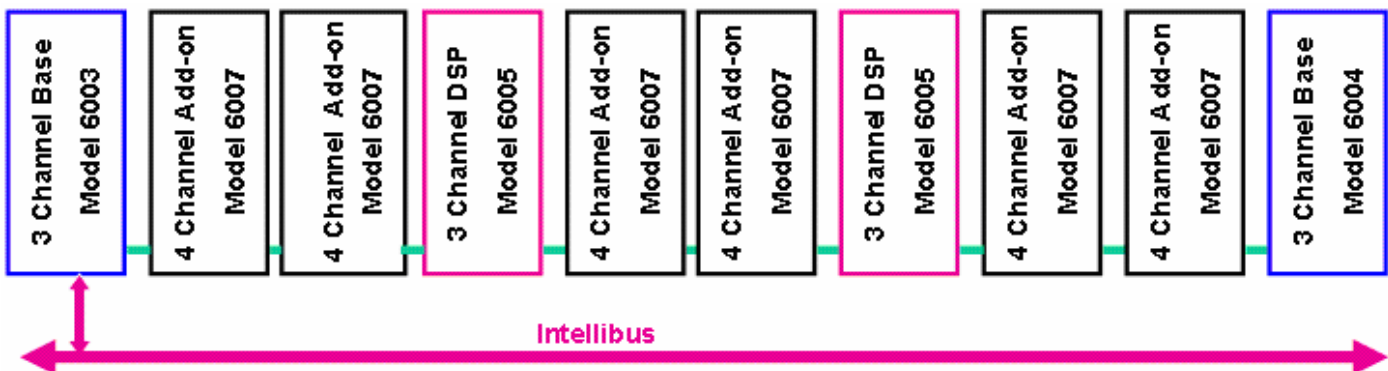 3 Channel Base
Model 6003
4 Channel Add-on
Model 6007
4 Channel Add-on
Model 6007
3 Channel DSP
Model 6005
4 Channel Add-on
Model 6007
4 Channel Add-on
Model 6007
3 Channel DSP
Model 6005
4 Channel Add-on
Model 6007
4 Channel Add-on
Model 6007
3 Channel Base
Model 6004
Intellibus